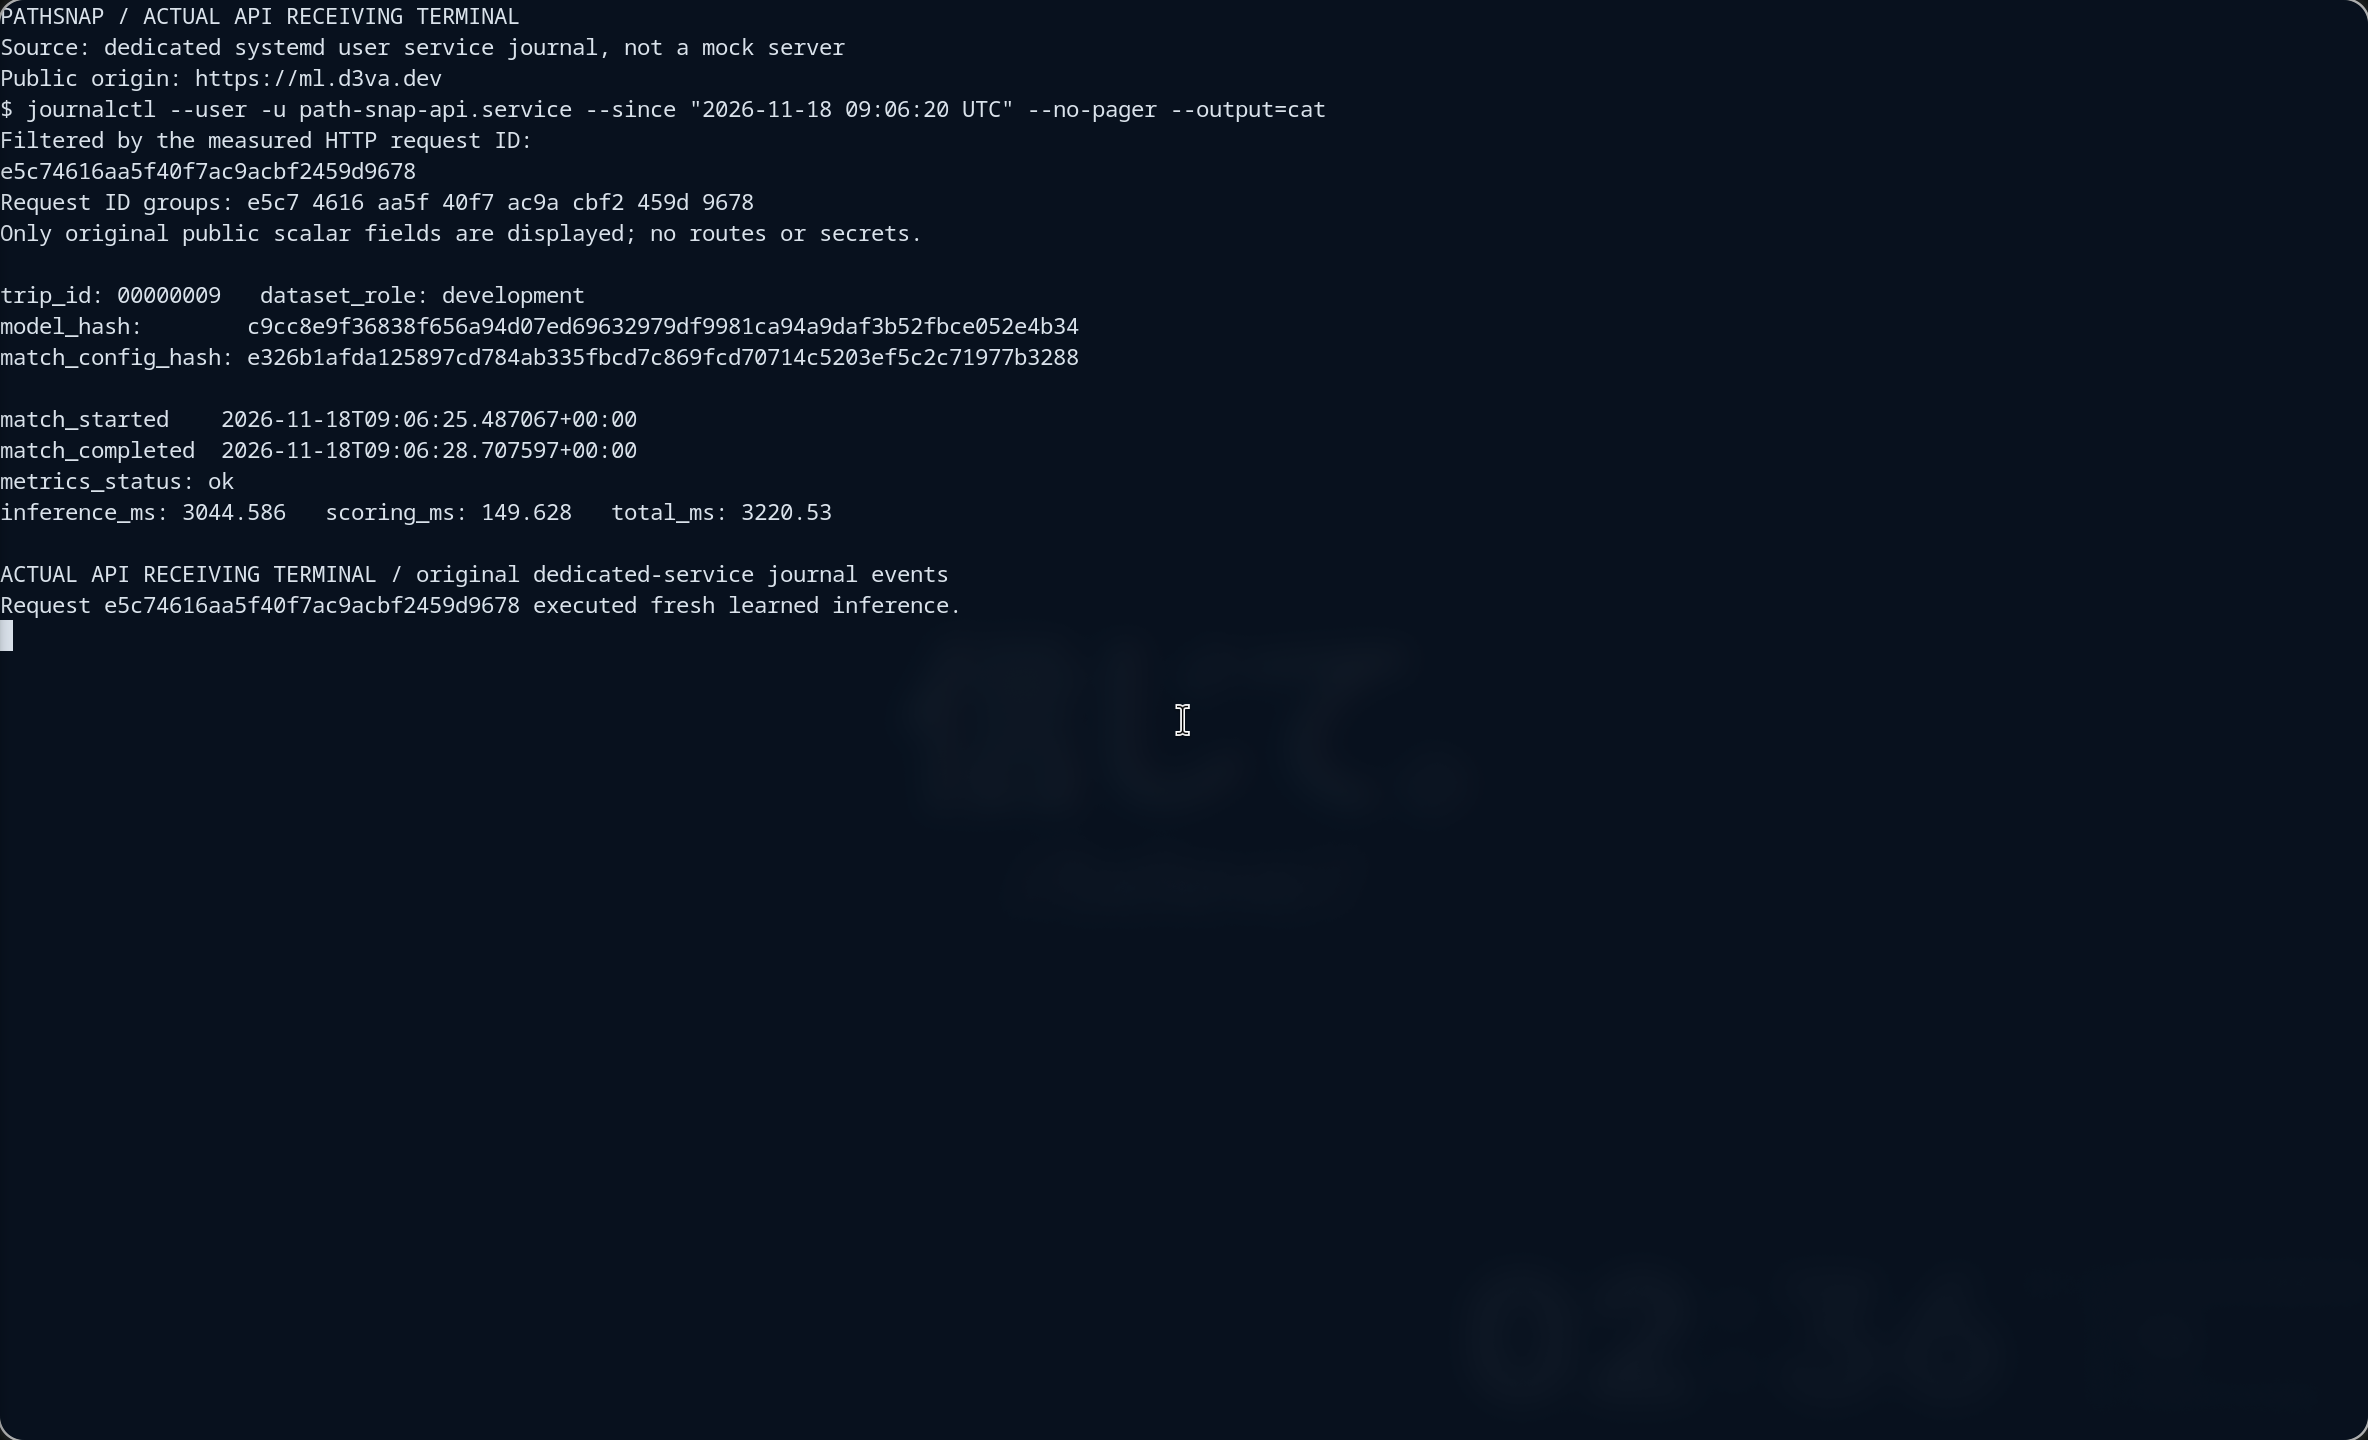 PATHSNAP / ACTUAL API RECEIVING TERMINAL
Source: dedicated systemd user service journal, not a mock server
Public origin: https://ml.d3va.dev
$ journalctl --user -u path-snap-api.service --since "2026-11-18 09:06:20 UTC" --no-pager --output=cat
Filtered by the measured HTTP request ID:
e5c74616aa5f40f7ac9acbf2459d9678
Request ID groups: e5c7 4616 aa5f 40f7 ac9a cbf2 459d 9678
Only original public scalar fields are displayed; no routes or secrets.
trip_id: 00000009   dataset_role: development
model_hash:        c9cc8e9f36838f656a94d07ed69632979df9981ca94a9daf3b52fbce052e4b34
match_config_hash: e326b1afda125897cd784ab335fbcd7c869fcd70714c5203ef5c2c71977b3288
match_started    2026-11-18T09:06:25.487067+00:00
match_completed  2026-11-18T09:06:28.707597+00:00
metrics_status: ok
inference_ms: 3044.586   scoring_ms: 149.628   total_ms: 3220.53
ACTUAL API RECEIVING TERMINAL / original dedicated-service journal events
Request e5c74616aa5f40f7ac9acbf2459d9678 executed fresh learned inference.